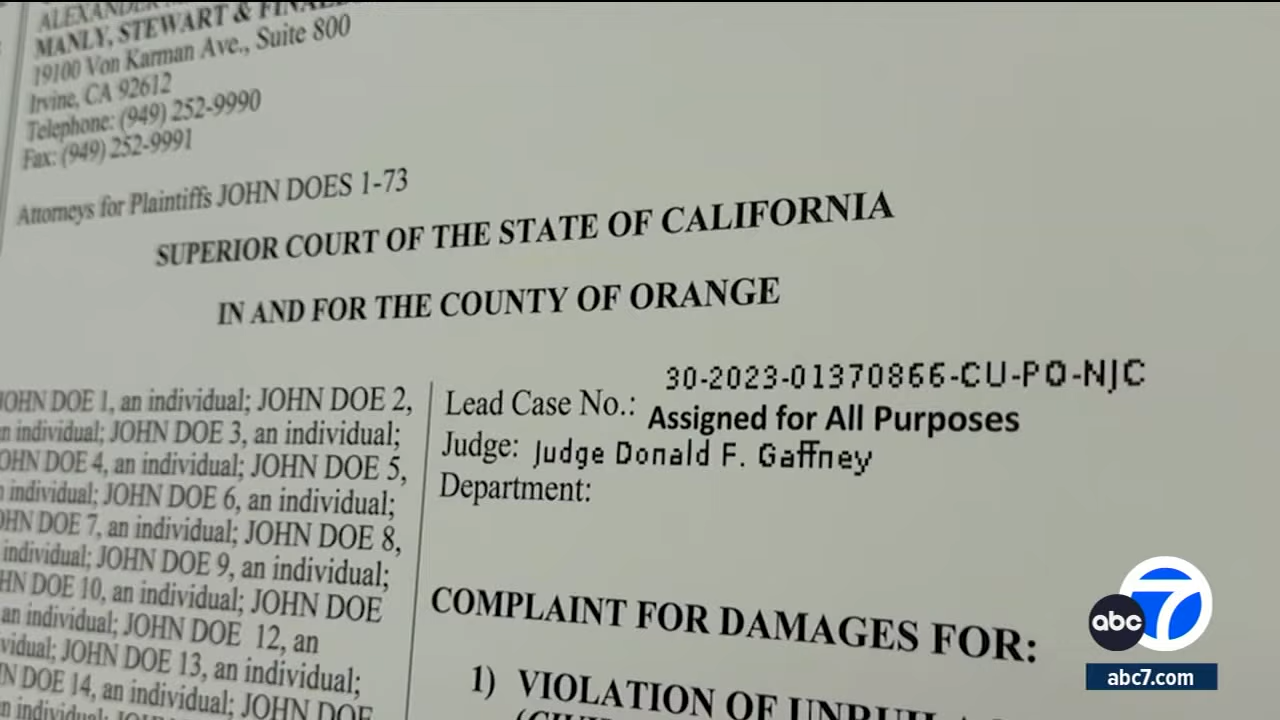 ALEXANDER
MANLY, STEWART &
19100 Von Karman Ave., Suite 800
Irvine, CA 92612
Telephone: (949) 252-9990
Fax: (949) 252-9991
Attorneys for Plaintiffs JOHN DOES 1-73
SUPERIOR COURT OF THE STATE OF CALIFORNIA
IN AND FOR THE COUNTY OF ORANGE
JOHN DOE 1, an individual; JOHN DOE 2,
an individual; JOHN DOE 3, an individual;
JOHN DOE 4, an individual; JOHN DOE 5,
individual; JOHN DOE 6, an individual;
JOHN DOE 7, an individual; JOHN DOE 8,
individual; JOHN DOE 9, an individual;
DOE 10, an individual; JOHN DOE
an individual; JOHN DOE 12, an
JOHN DOE 13, an individual;
DOE 14, an individual; JOHN DOE
30-2023-01370866-CU-PO-NJC
Lead Case No.:
Assigned for All Purposes
Judge: Judge Donald F. Gaffney
Department:
COMPLAINT FOR DAMAGES FOR:
1) VIOLATION OF
abc 7
abc7.com